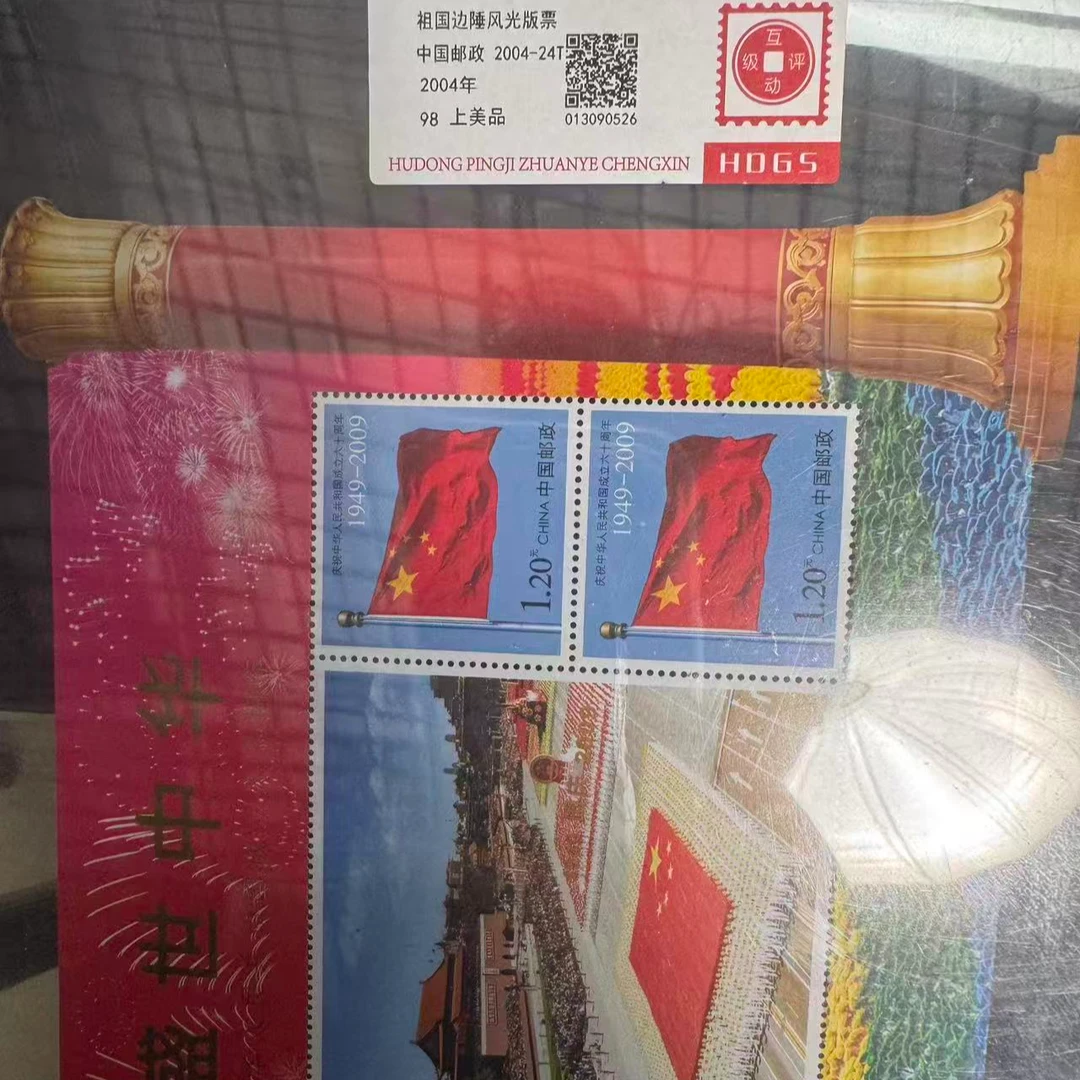 祖国边陲风光版票
中国邮政 2004-24T
2004年
98 上美品
013090526
互
级 评
动
HUDONG PINGJI ZHUANYE CHENGXIN
HDGS
庆祝中华人民共和国成立六十周年
1949-2009
1.20元 CHINA 中国邮政
庆祝中华人民共和国成立六十周年
1949-2009
1.20元 CHINA 中国邮政
盛世中华